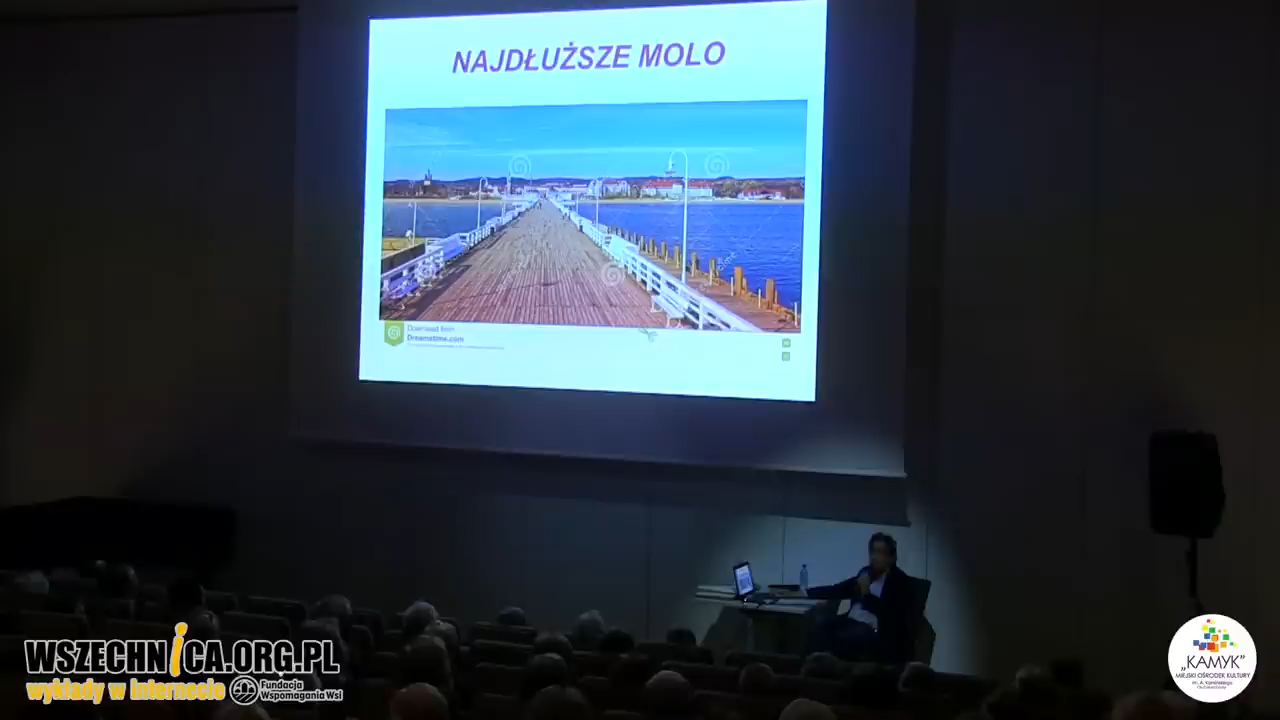 NAJDŁUŻSZE MOLO
Download from
Dreamstime.com
WSZECHNICA.ORG.PL
wykłady w internecie
Fundacja
Wspomagania Wsi
„KAMYK”
MIEJSKI OŚRODEK KULTURY